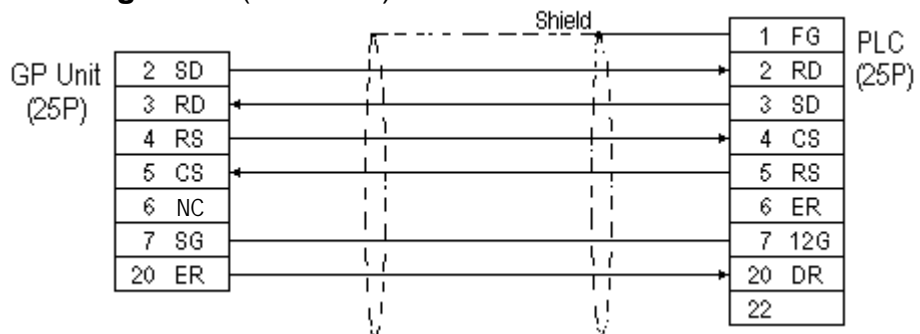 Shield
1 FG
PLC
(25P)
GP Unit
(25P)
2 SD
2 RD
3 RD
3 SD
4 RS
4 CS
5 CS
5 RS
6 NC
6 ER
7 SG
7 12G
20 ER
20 DR
22